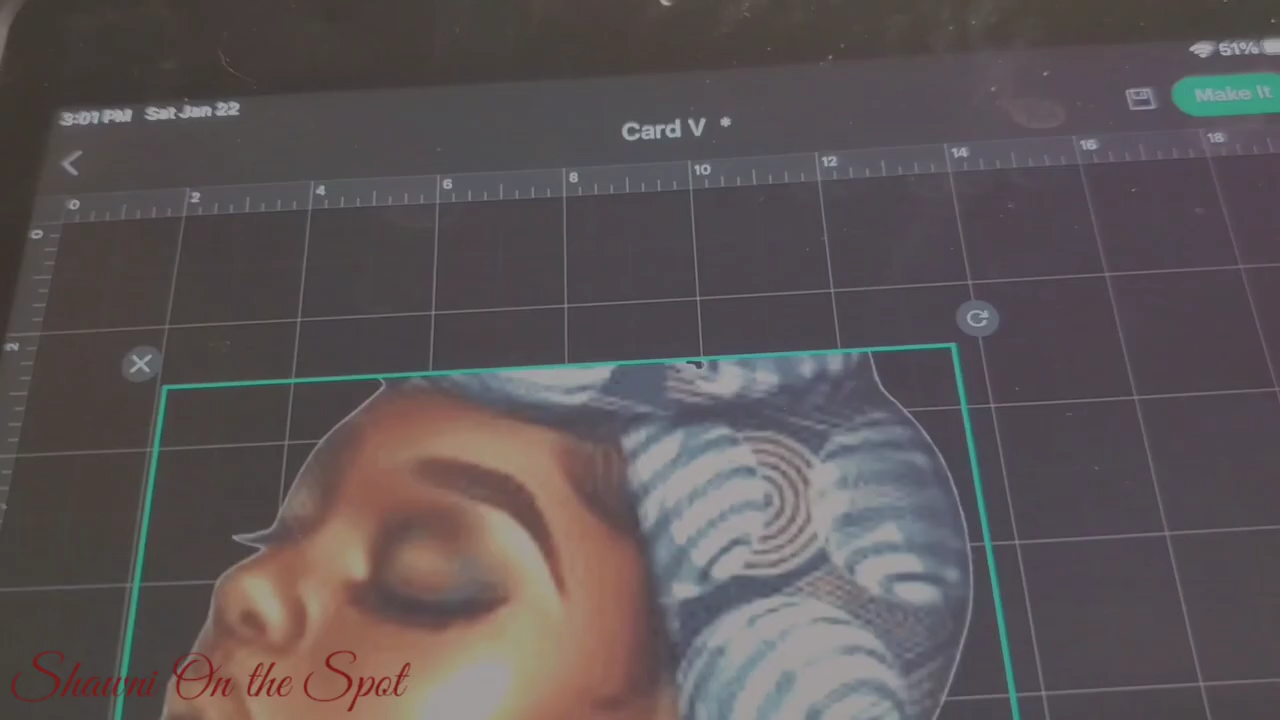 3:01 PM Sat Jan 22
51%
Card V *
Make It
0 2 4 6 8 10 12 14 16 18
0
2
Shawni On the Spot